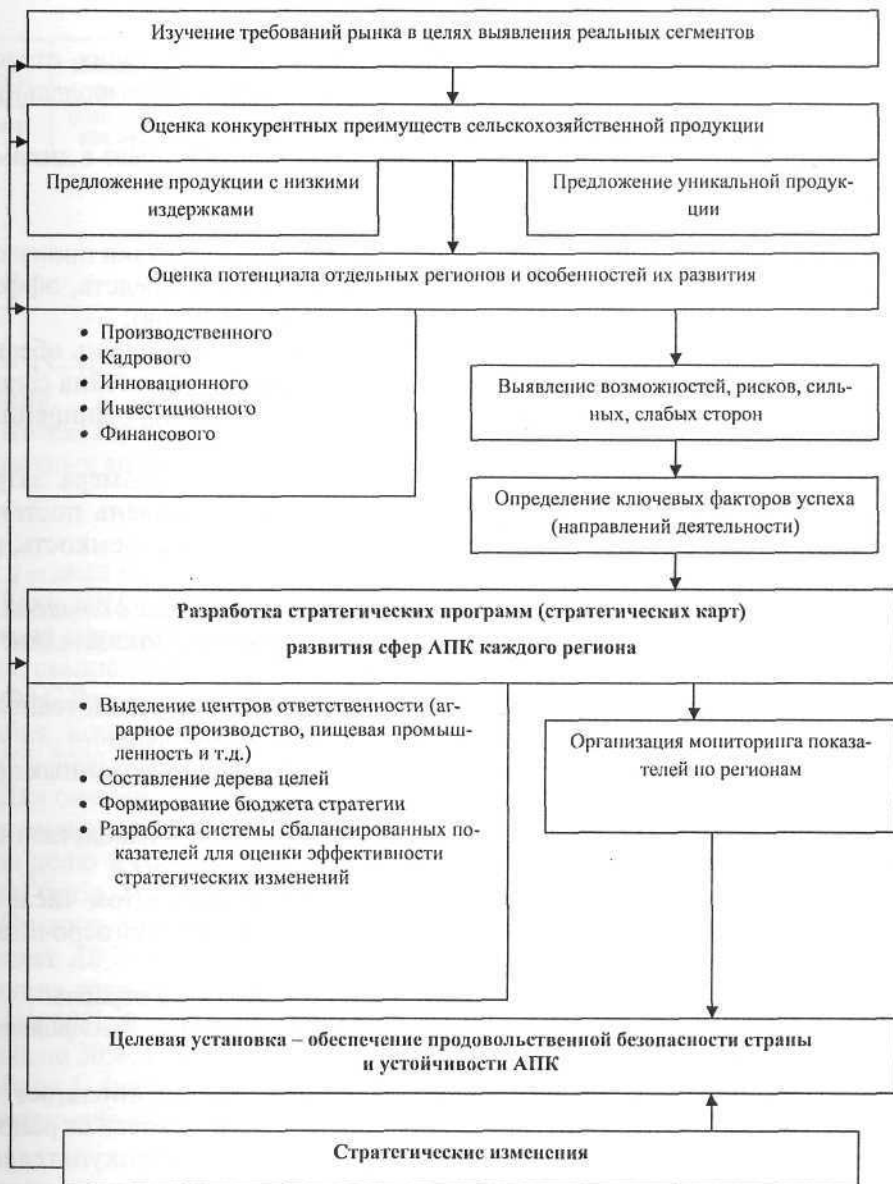 Изучение требований рынка в целях выявления реальных сегментов
Оценка конкурентных преимуществ сельскохозяйственной продукции
Предложение продукции с низкими
издержками
Предложение уникальной продук-
ции
Оценка потенциала отдельных регионов и особенностей их развития
• Производственного
• Кадрового
• Инновационного
• Инвестиционного
• Финансового
Выявление возможностей, рисков, силь-
ных, слабых сторон
Определение ключевых факторов успеха
(направлений деятельности)
Разработка стратегических программ (стратегических карт)
развития сфер АПК каждого региона
• Выделение центров ответственности (аг-
рарное производство, пищевая промыш-
ленность и т.д.)
• Составление дерева целей
• Формирование бюджета стратегии
• Разработка системы сбалансированных по-
казателей для оценки эффективности
стратегических изменений
Организация мониторинга показа-
телей по регионам
Целевая установка – обеспечение продовольственной безопасности страны
и устойчивости АПК
Стратегические изменения